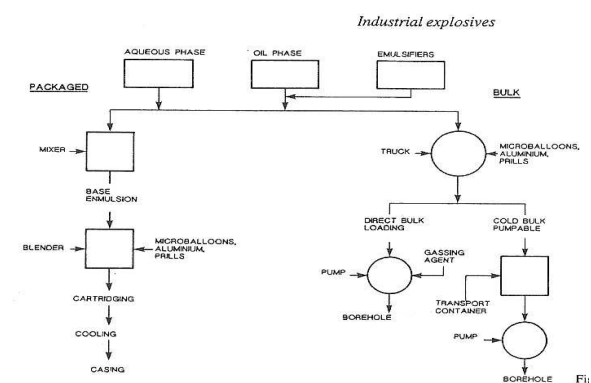 Industrial explosives
AQUEOUS PHASE
OIL PHASE
EMULSIFIERS
PACKAGED
BULK
MIXER
TRUCK
MICROBALLOONS,
ALUMINIUM,
PRILLS
BASE
ENMULSION
DIRECT BULK
LOADING
COLD BULK
PUMPABLE
BLENDER
MICROBALLOONS,
ALUMINIUM,
PRILLS
GASSING
AGENT
PUMP
CARTRIDGING
TRANSPORT
CONTAINER
BOREHOLE
COOLING
PUMP
CASING
BOREHOLE
Fig